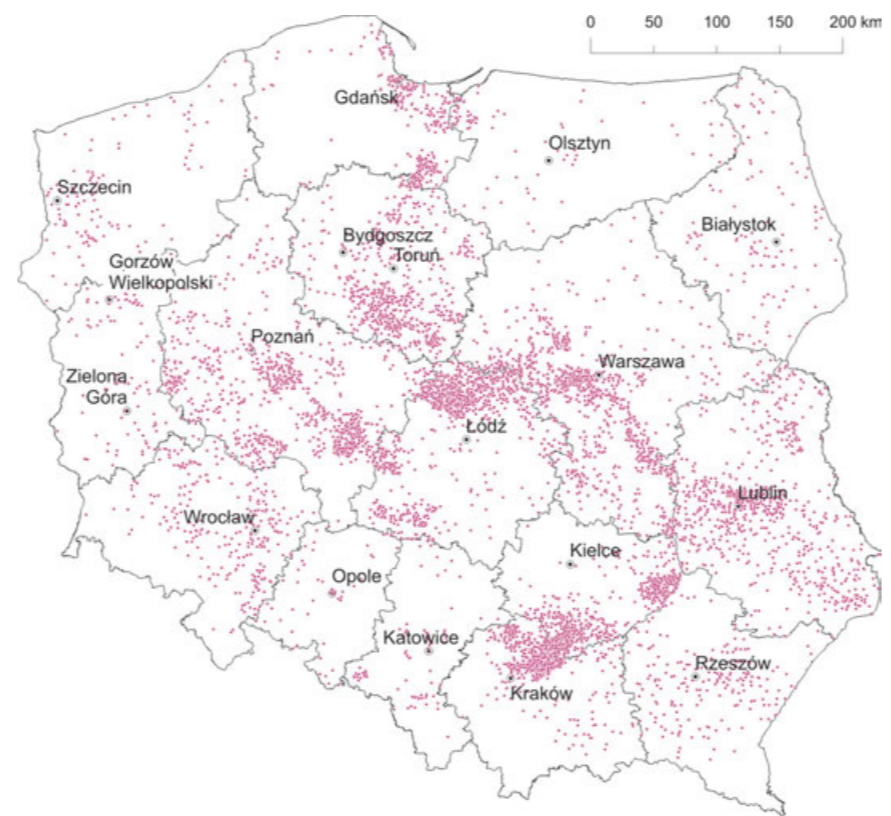 0 50 100 150 200 km
Gdańsk
Olsztyn
Szczecin
Białystok
Bydgoszcz
Toruń
Gorzów
Wielkopolski
Poznań
Warszawa
Zielona
Góra
Łódź
Lublin
Wrocław
Kielce
Opole
Katowice
Rzeszów
Kraków